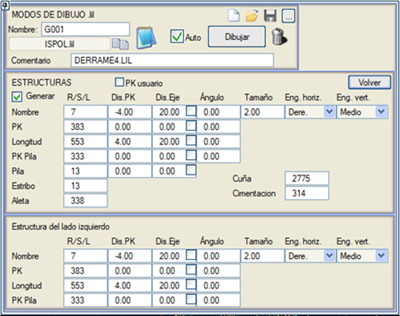 MODOS DE DIBUJO .lil
Nombre: G001
ISPOL.lil
Auto
Dibujar
...
Comentario DERRAME4.LIL
ESTRUCTURAS PK usuario Volver
Generar R/S/L Dis.PK Dis.Eje Ángulo Tamaño Eng. horiz. Eng. vert.
Nombre 7 -4.00 20.00 0.00 2.00 Dere. Medio
PK 383 0.00 0.00 0.00
Longitud 553 4.00 20.00 0.00
PK Pila 333 0.00 0.00 0.00
Pila 13 0.00 0.00
Cuña 2775
Estribo 13
Cimentacion 314
Aleta 338
Estructura del lado izquierdo
R/S/L Dis.PK Dis.Eje Ángulo Tamaño Eng. horiz. Eng. vert.
Nombre 7 -4.00 20.00 0.00 2.00 Dere. Medio
PK 383 0.00 0.00 0.00
Longitud 553 4.00 20.00 0.00
PK Pila 333 0.00 0.00 0.00